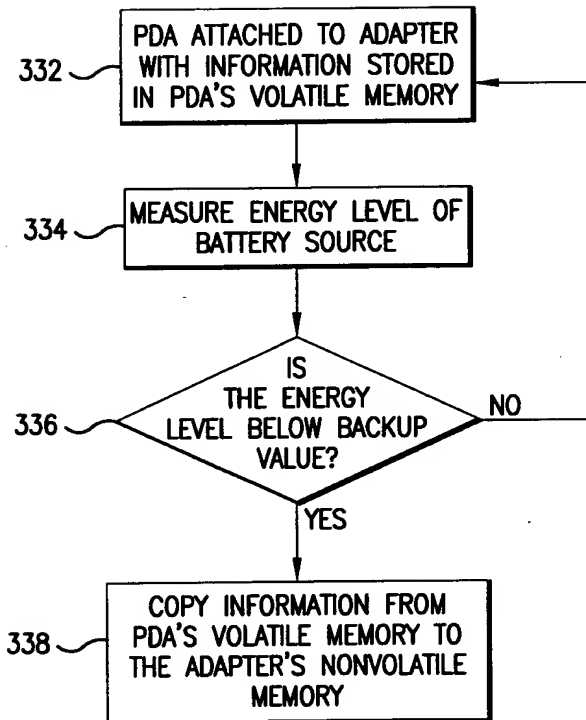 332
PDA ATTACHED TO ADAPTER
WITH INFORMATION STORED
IN PDA'S VOLATILE MEMORY
334
MEASURE ENERGY LEVEL OF
BATTERY SOURCE
336
IS
THE ENERGY
LEVEL BELOW BACKUP
VALUE?
NO
YES
338
COPY INFORMATION FROM
PDA'S VOLATILE MEMORY TO
THE ADAPTER'S NONVOLATILE
MEMORY